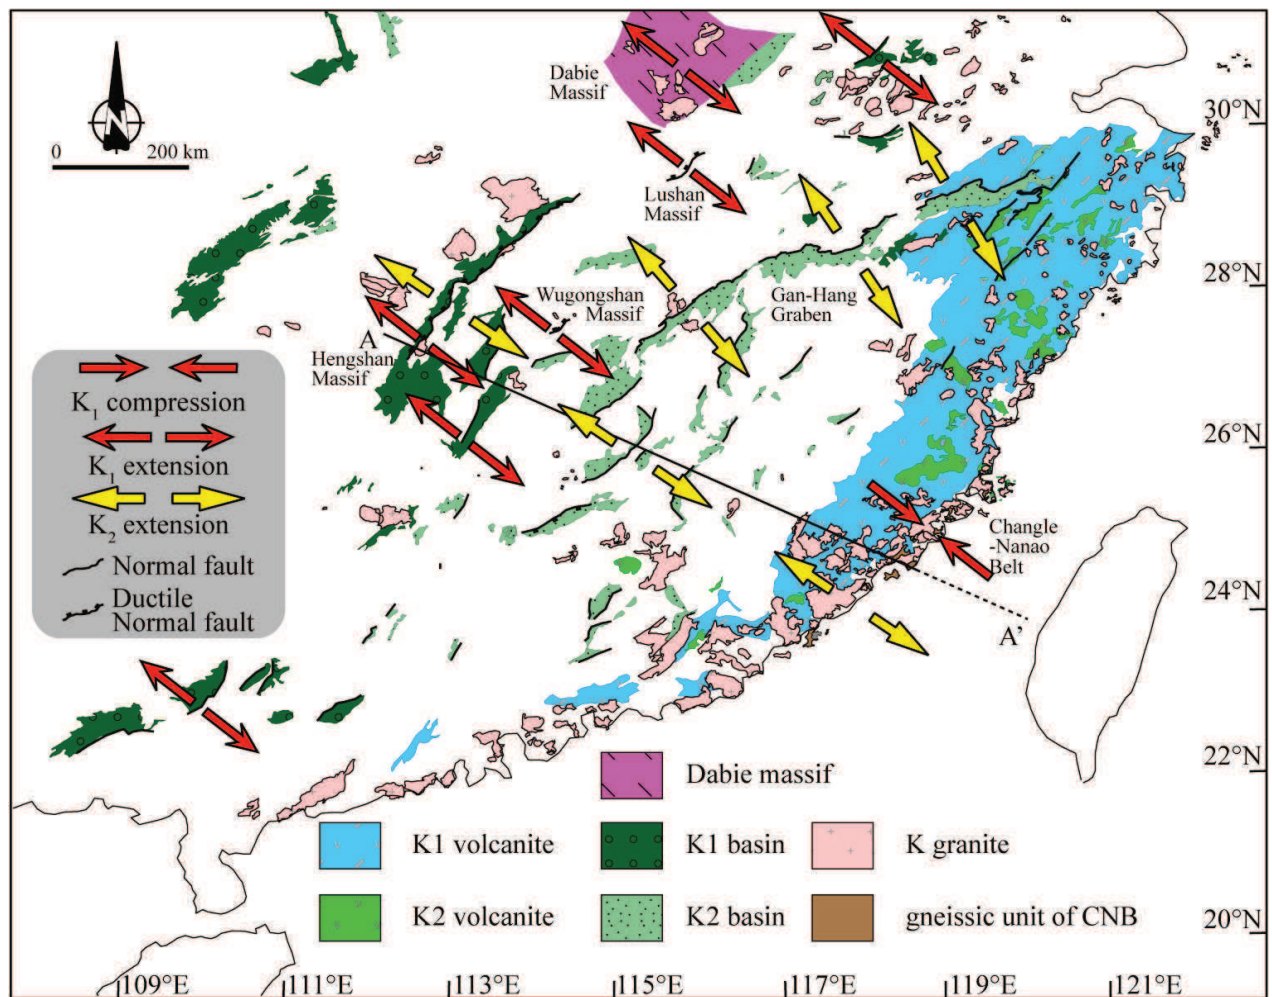 Dabie
Massif
30°N
N
0 200 km
Lushan
Massif
28°N
Wugongshan
Massif
Gan-Hang
Graben
A
Hengshan
Massif
K1 compression
K1 extension
K2 extension
Normal fault
Ductile
Normal fault
26°N
Changle
-Nanao
Belt
24°N
A'
22°N
Dabie massif
K1 volcanite
K1 basin
K granite
K2 volcanite
K2 basin
gneissic unit of CNB
20°N
109°E 111°E 113°E 115°E 117°E 119°E 121°E